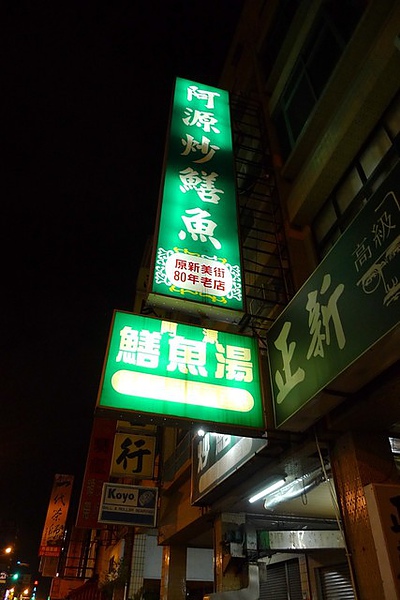 阿源炒鱔魚
原新美街
80年老店
鱔魚湯
高級
正新
行
Koyo